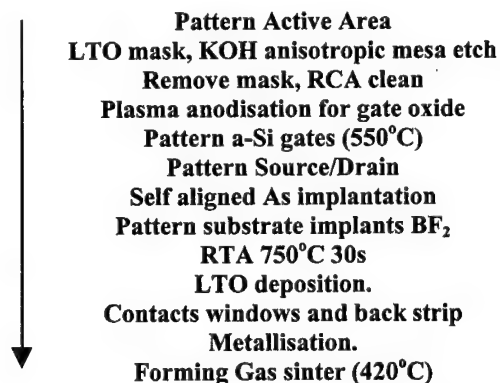 Pattern Active Area
LTO mask, KOH anisotropic mesa etch
Remove mask, RCA clean
Plasma anodisation for gate oxide
Pattern a-Si gates (550°C)
Pattern Source/Drain
Self aligned As implantation
Pattern substrate implants BF₂
RTA 750°C 30s
LTO deposition.
Contacts windows and back strip
Metallisation.
Forming Gas sinter (420°C)